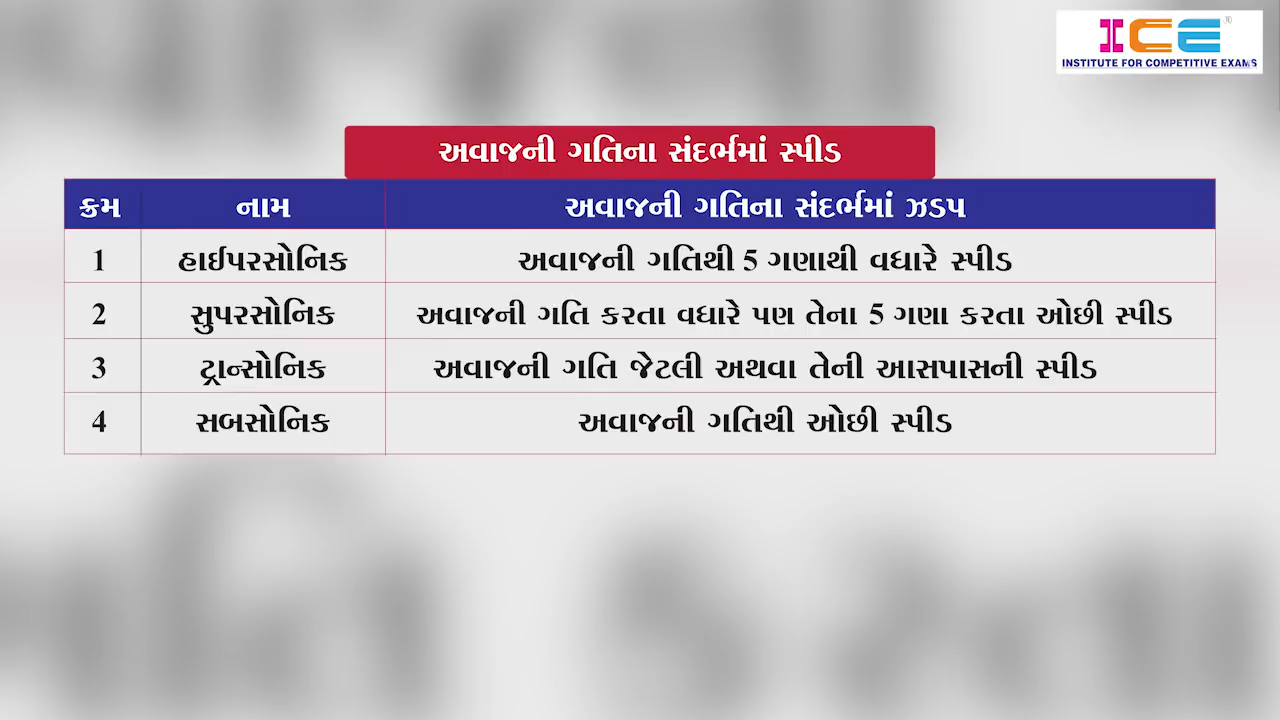 ICE
INSTITUTE FOR COMPETITIVE EXAMS
અવાજની ગતિના સંદર્ભમાં સ્પીડ
ક્રમ નામ અવાજની ગતિના સંદર્ભમાં ઝડપ
1 હાઈપરસોનિક અવાજની ગતિથી 5 ગણાથી વધારે સ્પીડ
2 સુપરસોનિક અવાજની ગતિ કરતા વધારે પણ તેના 5 ગણા કરતા ઓછી સ્પીડ
3 ટ્રાન્સોનિક અવાજની ગતિ જેટલી અથવા તેની આસપાસની સ્પીડ
4 સબસોનિક અવાજની ગતિથી ઓછી સ્પીડ